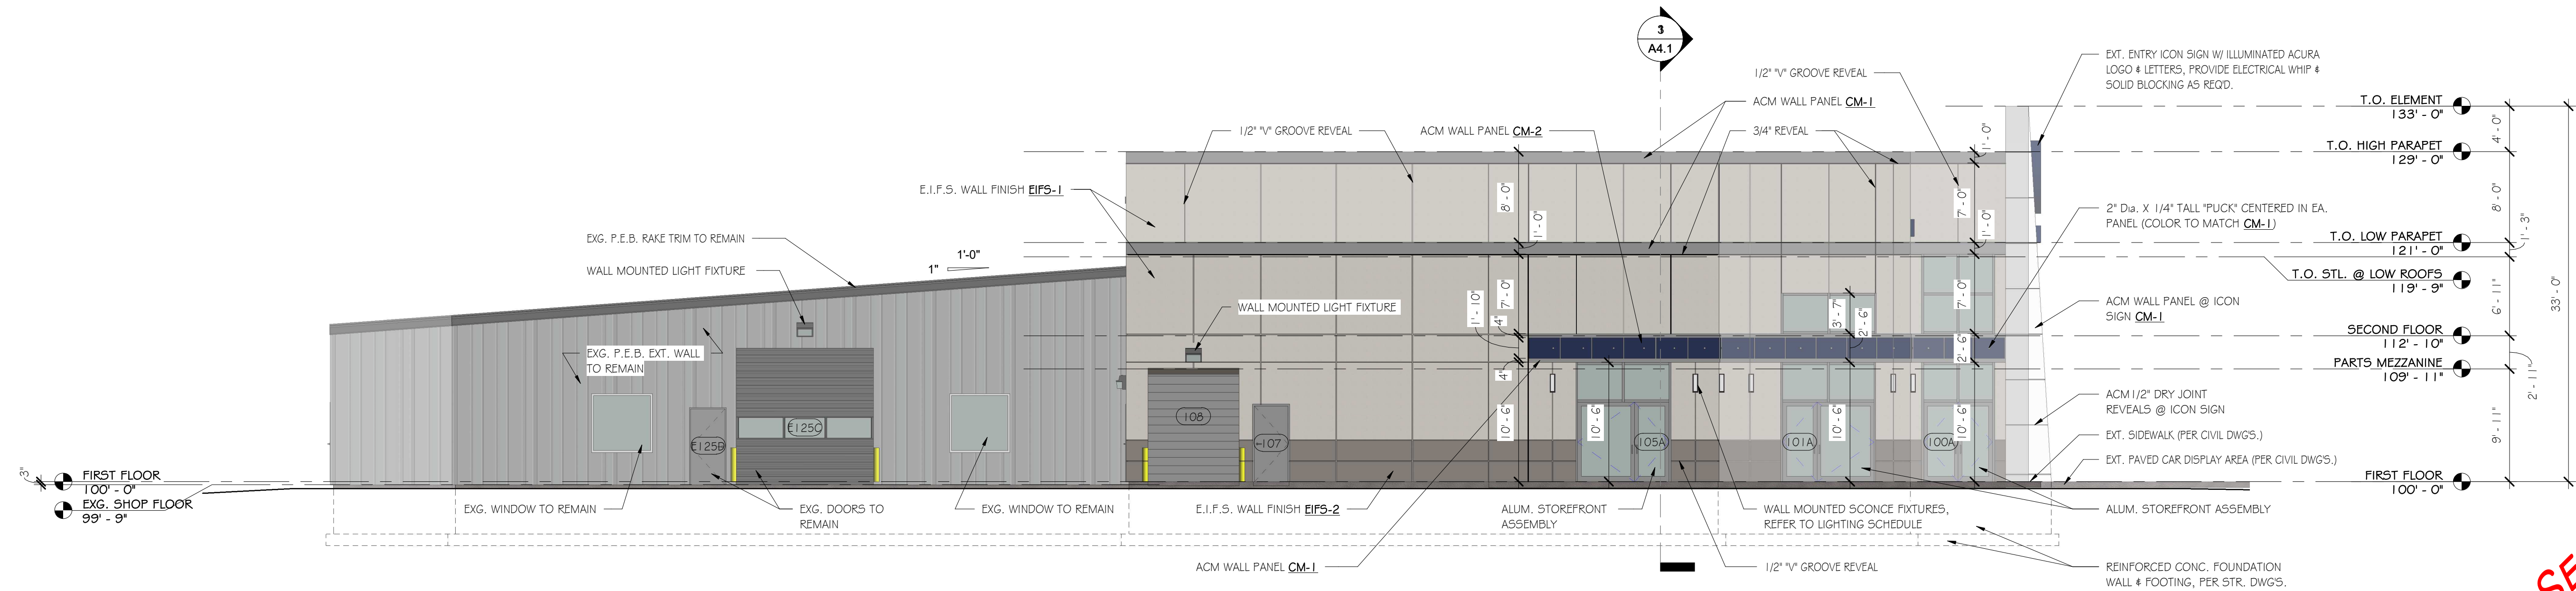 3
A4.1
EXT. ENTRY ICON SIGN W/ ILLUMINATED ACURA
LOGO & LETTERS, PROVIDE ELECTRICAL WHIP &
SOLID BLOCKING AS REQ'D.
1/2" "V" GROOVE REVEAL
ACM WALL PANEL CM-1
1/2" "V" GROOVE REVEAL
ACM WALL PANEL CM-2
3/4" REVEAL
E.I.F.S. WALL FINISH EIFS-1
EXG. P.E.B. RAKE TRIM TO REMAIN
WALL MOUNTED LIGHT FIXTURE
1'-0"
1"
WALL MOUNTED LIGHT FIXTURE
EXG. P.E.B. EXT. WALL
TO REMAIN
T.O. ELEMENT
133' - 0"
T.O. HIGH PARAPET
129' - 0"
2" Dia. X 1/4" TALL "PUCK" CENTERED IN EA.
PANEL (COLOR TO MATCH CM-1)
T.O. LOW PARAPET
121' - 0"
T.O. STL. @ LOW ROOFS
119' - 9"
ACM WALL PANEL @ ICON
SIGN CM-1
SECOND FLOOR
112' - 10"
PARTS MEZZANINE
109' - 11"
ACM 1/2" DRY JOINT
REVEALS @ ICON SIGN
EXT. SIDEWALK (PER CIVIL DWG'S.)
EXT. PAVED CAR DISPLAY AREA (PER CIVIL DWG'S.)
FIRST FLOOR
100' - 0"
4' - 0"
8' - 0"
1' - 3"
6' - 11"
2' - 11"
9' - 11"
33' - 0"
8' - 0"
1' - 0"
7' - 0"
4"
1' - 10"
4"
10' - 6"
10' - 6"
3' - 7"
2' - 6"
10' - 6"
1' - 0"
7' - 0"
1' - 0"
7' - 0"
2' - 6"
10' - 6"
E125B
E125C
108
107
105A
101A
100A
3"
FIRST FLOOR
100' - 0"
EXG. SHOP FLOOR
99' - 9"
EXG. WINDOW TO REMAIN
EXG. DOORS TO
REMAIN
EXG. WINDOW TO REMAIN
E.I.F.S. WALL FINISH EIFS-2
ALUM. STOREFRONT
ASSEMBLY
WALL MOUNTED SCONCE FIXTURES,
REFER TO LIGHTING SCHEDULE
ALUM. STOREFRONT ASSEMBLY
ACM WALL PANEL CM-1
1/2" "V" GROOVE REVEAL
REINFORCED CONC. FOUNDATION
WALL & FOOTING, PER STR. DWG'S.
SE